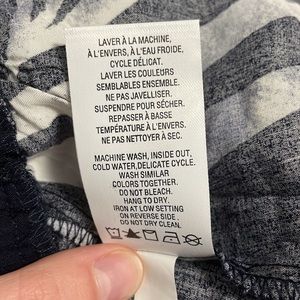 LAVER À LA MACHINE,
À L'ENVERS, À L'EAU FROIDE,
CYCLE DÉLICAT.
LAVER LES COULEURS
SEMBLABLES ENSEMBLE.
NE PAS JAVELLISER.
SUSPENDRE POUR SÉCHER.
REPASSER À BASSE
TEMPÉRATURE À L'ENVERS.
NE PAS NETTOYER À SEC.
MACHINE WASH, INSIDE OUT,
COLD WATER, DELICATE CYCLE.
WASH SIMILAR
COLORS TOGETHER.
DO NOT BLEACH.
HANG TO DRY.
IRON AT LOW SETTING
ON REVERSE SIDE.
DO NOT DRY CLEAN.